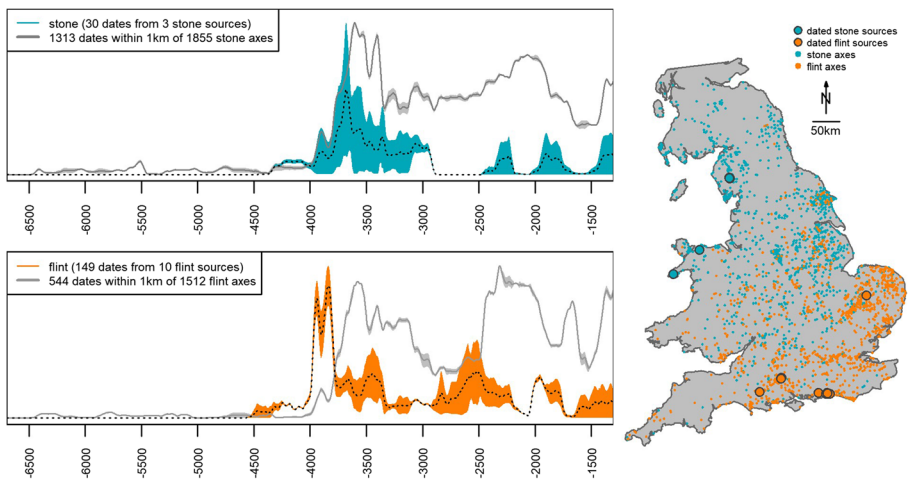 stone (30 dates from 3 stone sources)
1313 dates within 1km of 1855 stone axes
-6500
-6000
-5500
-5000
-4500
-4000
-3500
-3000
-2500
-2000
-1500
flint (149 dates from 10 flint sources)
544 dates within 1km of 1512 flint axes
-6500
-6000
-5500
-5000
-4500
-4000
-3500
-3000
-2500
-2000
-1500
dated stone sources
dated flint sources
stone axes
flint axes
N
50km